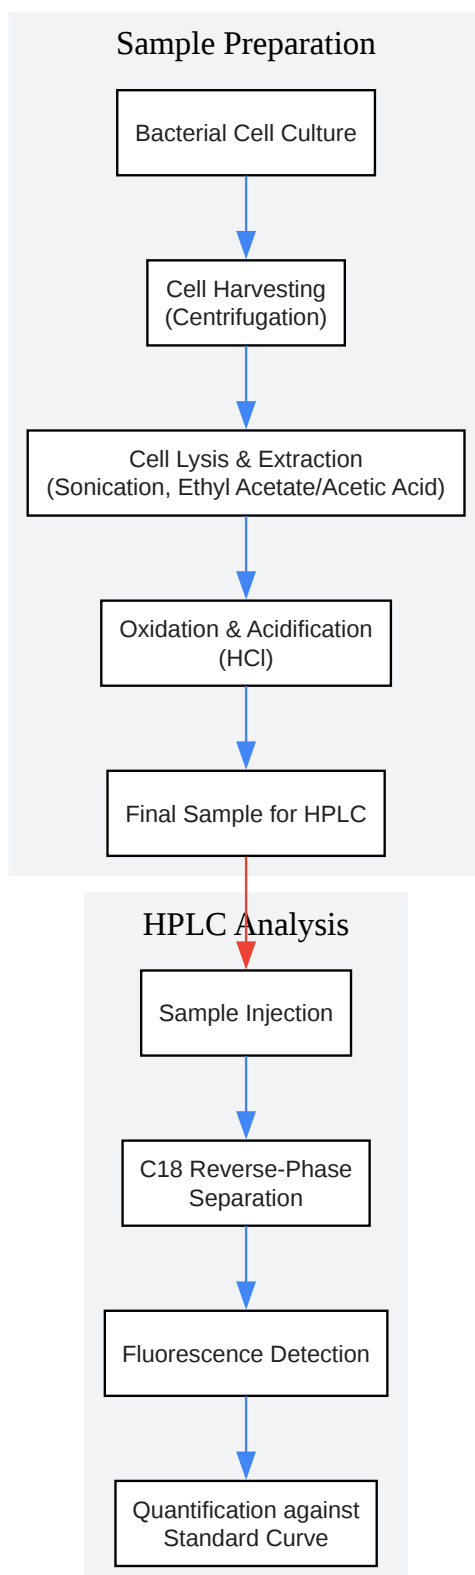 Sample Preparation
Bacterial Cell Culture
Cell Harvesting
(Centrifugation)
Cell Lysis & Extraction
(Sonication, Ethyl Acetate/Acetic Acid)
Oxidation & Acidification
(HCl)
Final Sample for HPLC
HPLC Analysis
Sample Injection
C18 Reverse-Phase
Separation
Fluorescence Detection
Quantification against
Standard Curve